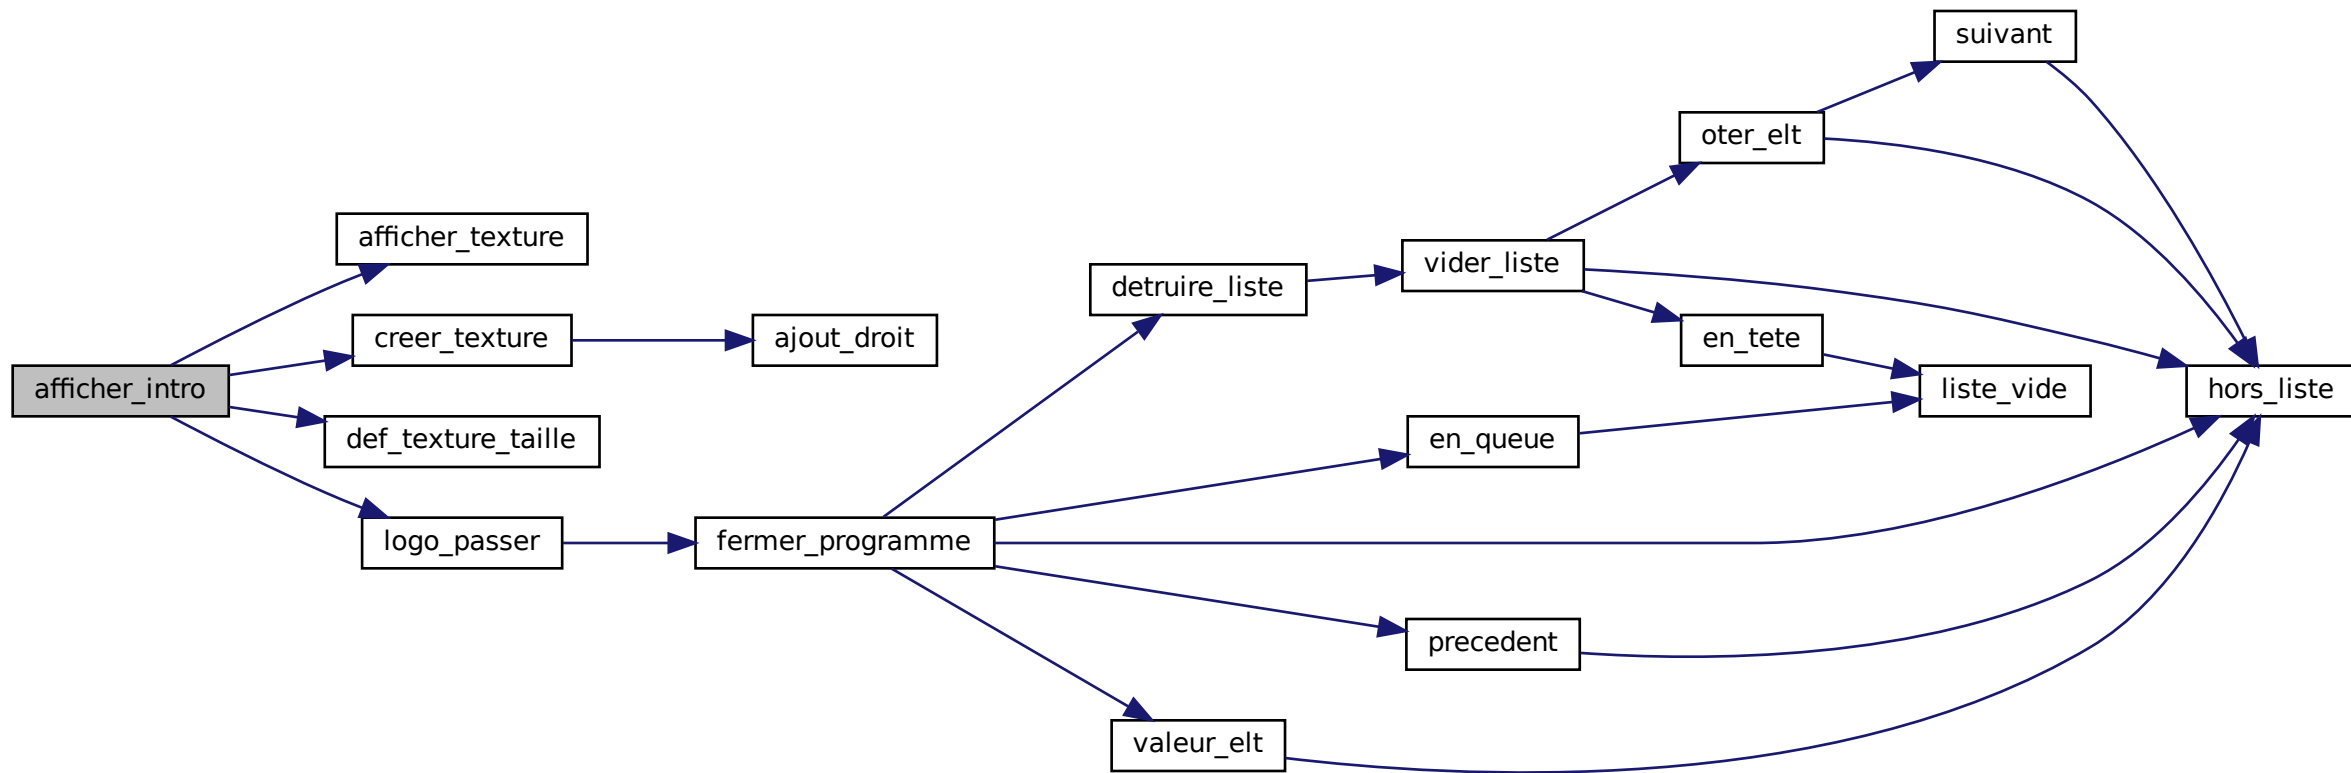 suivant
oter_elt
afficher_texture
vider_liste
detruire_liste
creer_texture
ajout_droit
en_tete
afficher_intro
liste_vide
hors_liste
def_texture_taille
en_queue
logo_passer
fermer_programme
precedent
valeur_elt